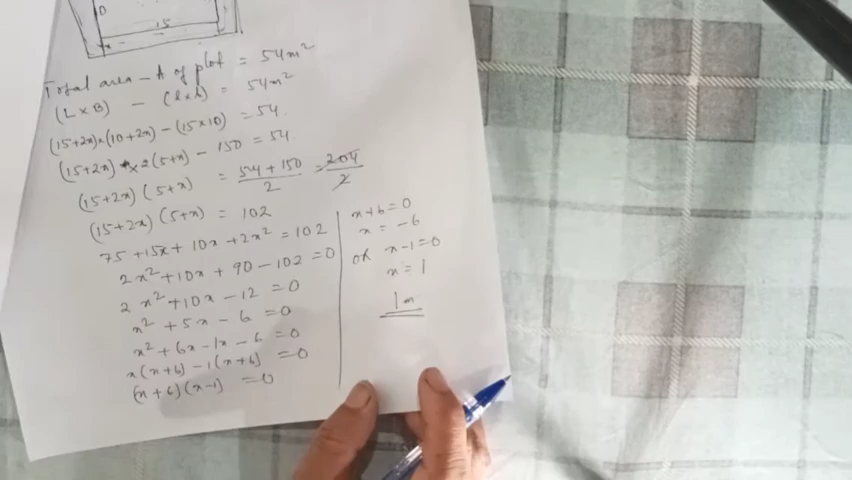 15
Total area - A of plot = 54m²
(L×B) - (l×b) = 54m²
(15+2x)×(10+2x) - (15×10) = 54.
(15+2x) × 2(5+x) - 150 = 54.
(15+2x) (5+x) = 54+150/2 = 204/2
(15+2x) (5+x) = 102
75 + 15x + 10x + 2x² = 102
2x² + 10x + 90 - 102 = 0
2x² + 10x - 12 = 0
x² + 5x - 6 = 0
x² + 6x - 1x - 6 = 0
x(x+6) - 1(x+6) = 0
(x+6)(x-1) = 0
x+6 = 0
x = -6
or x-1 = 0
x = 1
1m